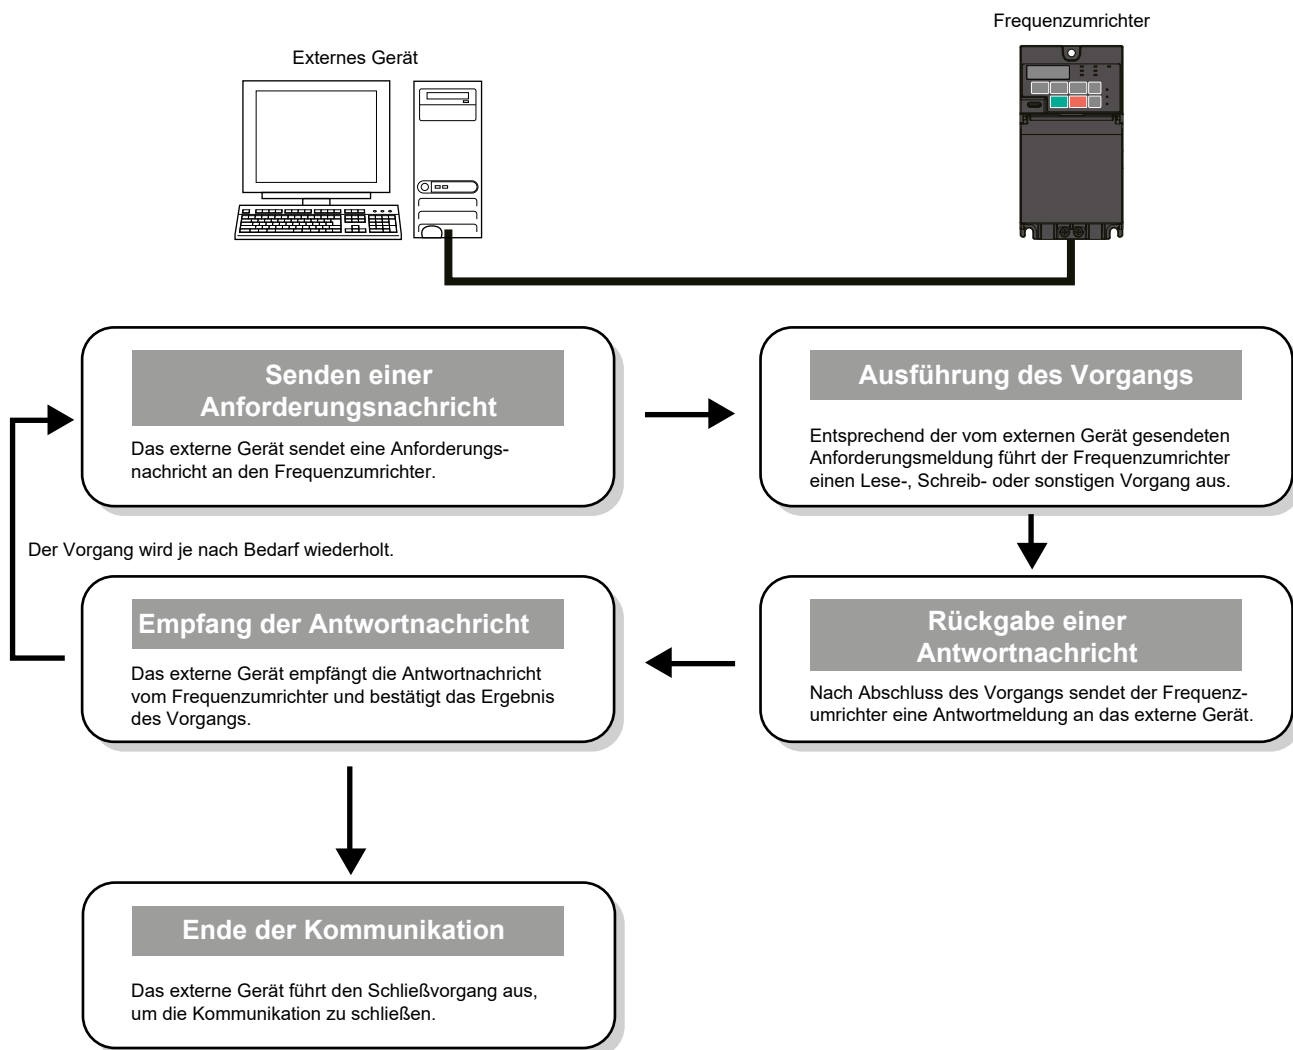 Frequenzumrichter
Externes Gerät
Senden einer
Anforderungsnachricht
Das externe Gerät sendet eine Anforderungs-
nachricht an den Frequenzumrichter.
Ausführung des Vorgangs
Entsprechend der vom externen Gerät gesendeten
Anforderungsmeldung führt der Frequenzumrichter
einen Lese-, Schreib- oder sonstigen Vorgang aus.
Der Vorgang wird je nach Bedarf wiederholt.
Empfang der Antwortnachricht
Das externe Gerät empfängt die Antwortnachricht
vom Frequenzumrichter und bestätigt das Ergebnis
des Vorgangs.
Rückgabe einer
Antwortnachricht
Nach Abschluss des Vorgangs sendet der Frequenz-
umrichter eine Antwortmeldung an das externe Gerät.
Ende der Kommunikation
Das externe Gerät führt den Schließvorgang aus,
um die Kommunikation zu schließen.